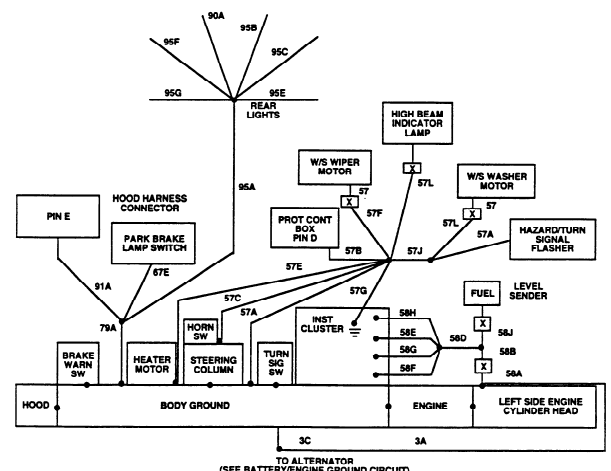 90A
95B
95F
95C
95G
95E
REAR
LIGHTS
HIGH BEAM
INDICATOR
LAMP
W/S WIPER
MOTOR
W/S WASHER
MOTOR
57L
57
57
HOOD HARNESS
CONNECTOR
95A
57F
57L
PIN E
PROT CONT
BOX
PIN D
57A
HAZARD/TURN
SIGNAL
FLASHER
PARK BRAKE
LAMP SWITCH
57B
57J
67E
57E
91A
57C
57G
FUEL
LEVEL
SENDER
57A
79A
INST
CLUSTER
58H
HORN
SW
58E
58D
58J
58G
58B
58F
58A
BRAKE
WARN
SW
HEATER
MOTOR
STEERING
COLUMN
TURN
SIG
SW
HOOD
BODY GROUND
ENGINE
LEFT SIDE ENGINE
CYLINDER HEAD
3C
3A
TO ALTERNATOR
(SEE BATTERY/ENGINE GROUND CIRCUIT)
X
X
X
X
X